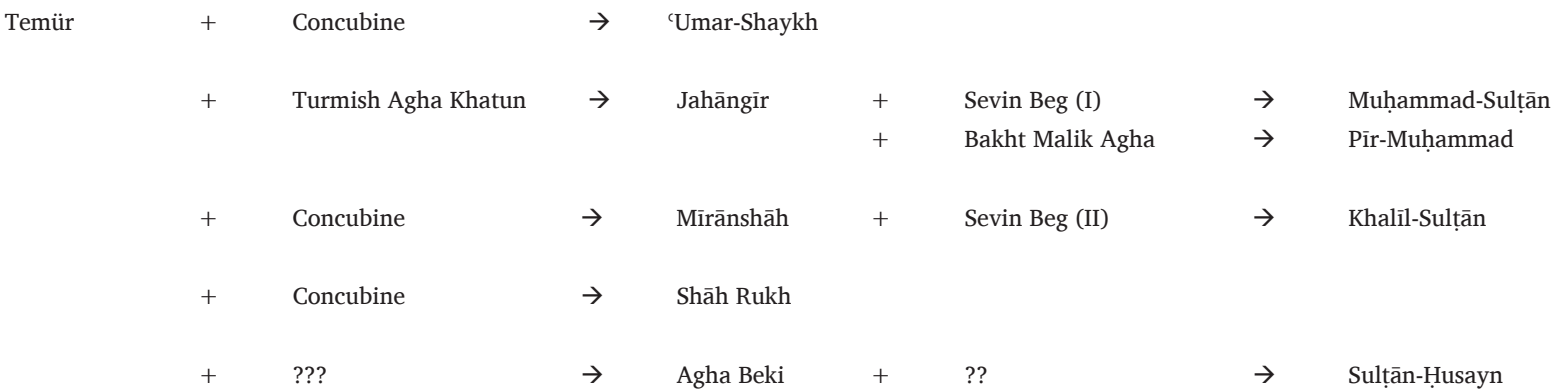 Temür + Concubine → ʿUmar-Shaykh
+ Turmish Agha Khatun → Jahāngīr + Sevin Beg (I) → Muḥammad-Sulṭān
+ Bakht Malik Agha → Pīr-Muḥammad
+ Concubine → Mīrānshāh + Sevin Beg (II) → Khalīl-Sulṭān
+ Concubine → Shāh Rukh
+ ??? → Agha Beki + ?? → Sulṭān-Ḥusayn